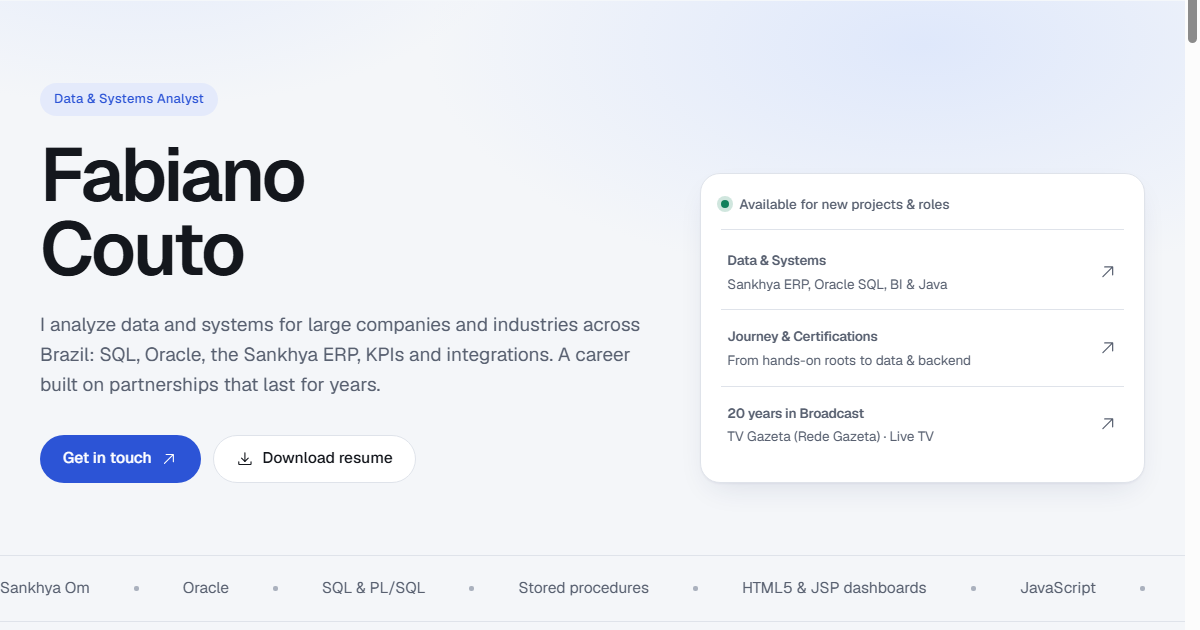 Data & Systems Analyst
Fabiano
Couto
I analyze data and systems for large companies and industries across
Brazil: SQL, Oracle, the Sankhya ERP, KPIs and integrations. A career
built on partnerships that last for years.
Get in touch
Download resume
Available for new projects & roles
Data & Systems
Sankhya ERP, Oracle SQL, BI & Java
Journey & Certifications
From hands-on roots to data & backend
20 years in Broadcast
TV Gazeta (Rede Gazeta) · Live TV
Sankhya Om • Oracle • SQL & PL/SQL • Stored procedures • HTML5 & JSP dashboards • JavaScript •